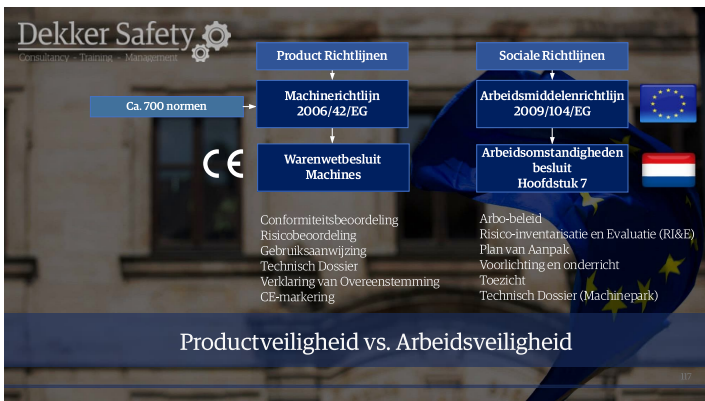 Dekker Safety
Consultancy - Training - Management
Product Richtlijnen
Sociale Richtlijnen
Ca. 700 normen
Machinerichtlijn
2006/42/EG
Arbeidsmiddelenrichtlijn
2009/104/EG
CE
Warenwetbesluit
Machines
Arbeidsomstandigheden
besluit
Hoofdstuk 7
Conformiteitsbeoordeling
Risicobeoordeling
Gebruiksaanwijzing
Technisch Dossier
Verklaring van Overeenstemming
CE-markering
Arbo-beleid
Risico-inventarisatie en Evaluatie (RI&E)
Plan van Aanpak
Voorlichting en onderricht
Toezicht
Technisch Dossier (Machinepark)
Productveiligheid vs. Arbeidsveiligheid
117